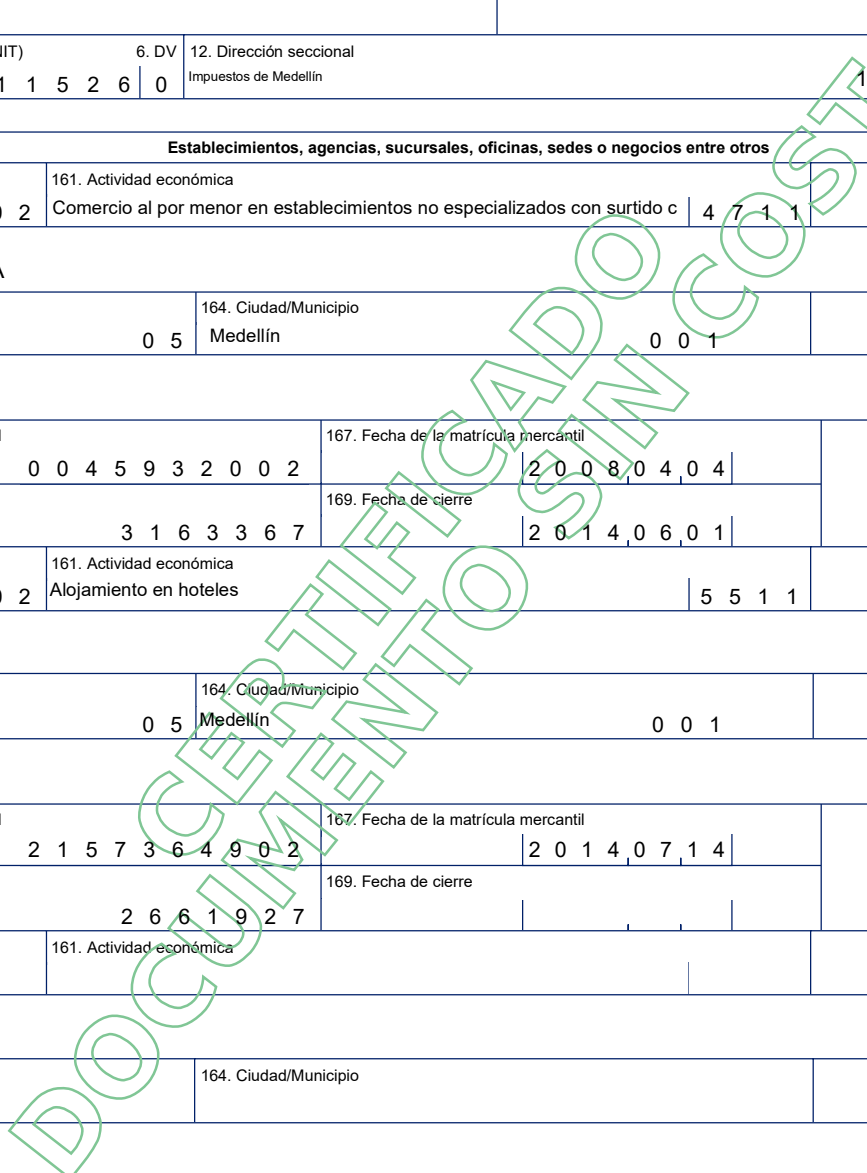 IIT) 6. DV 12. Dirección seccional
1 1 5 2 6 0 Impuestos de Medellín 1
Establecimientos, agencias, sucursales, oficinas, sedes o negocios entre otros
161. Actividad económica
0 2 Comercio al por menor en establecimientos no especializados con surtido c 4 7 1 1
A
164. Ciudad/Municipio
0 5 Medellín 0 0 1
167. Fecha de la matrícula mercantil
0 0 4 5 9 3 2 0 0 2 2 0 0 8 0 4 0 4
169. Fecha de cierre
3 1 6 3 3 6 7 2 0 1 4 0 6 0 1
161. Actividad económica
0 2 Alojamiento en hoteles 5 5 1 1
164. Ciudad/Municipio
0 5 Medellín 0 0 1
167. Fecha de la matrícula mercantil
2 1 5 7 3 6 4 9 0 2 2 0 1 4 0 7 1 4
169. Fecha de cierre
2 6 6 1 9 2 7
161. Actividad económica
164. Ciudad/Municipio
CERTIFICADO
DOCUMENTO SIN COST